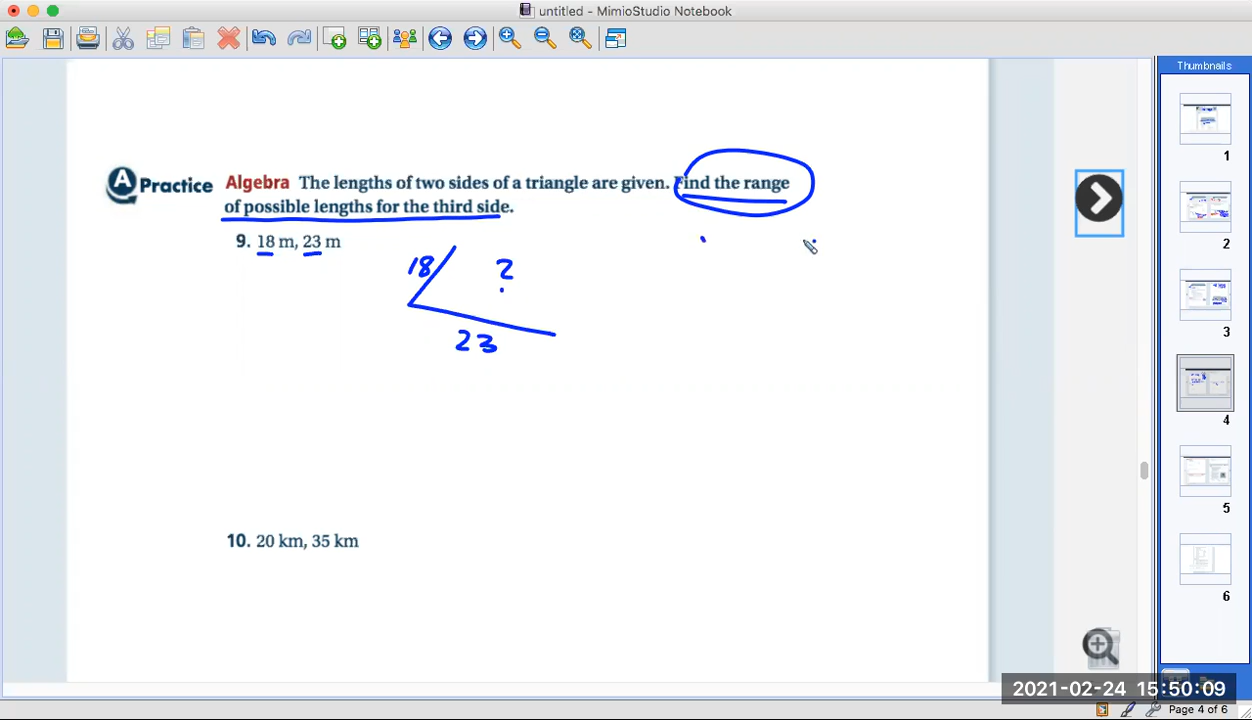 untitled - MimioStudio Notebook
Thumbnails
A Practice Algebra The lengths of two sides of a triangle are given. Find the range
of possible lengths for the third side.
9. 18 m, 23 m
18 ?
23
10. 20 km, 35 km
1
2
3
4
5
6
2021-02-24 15:50:09
Page 4 of 6